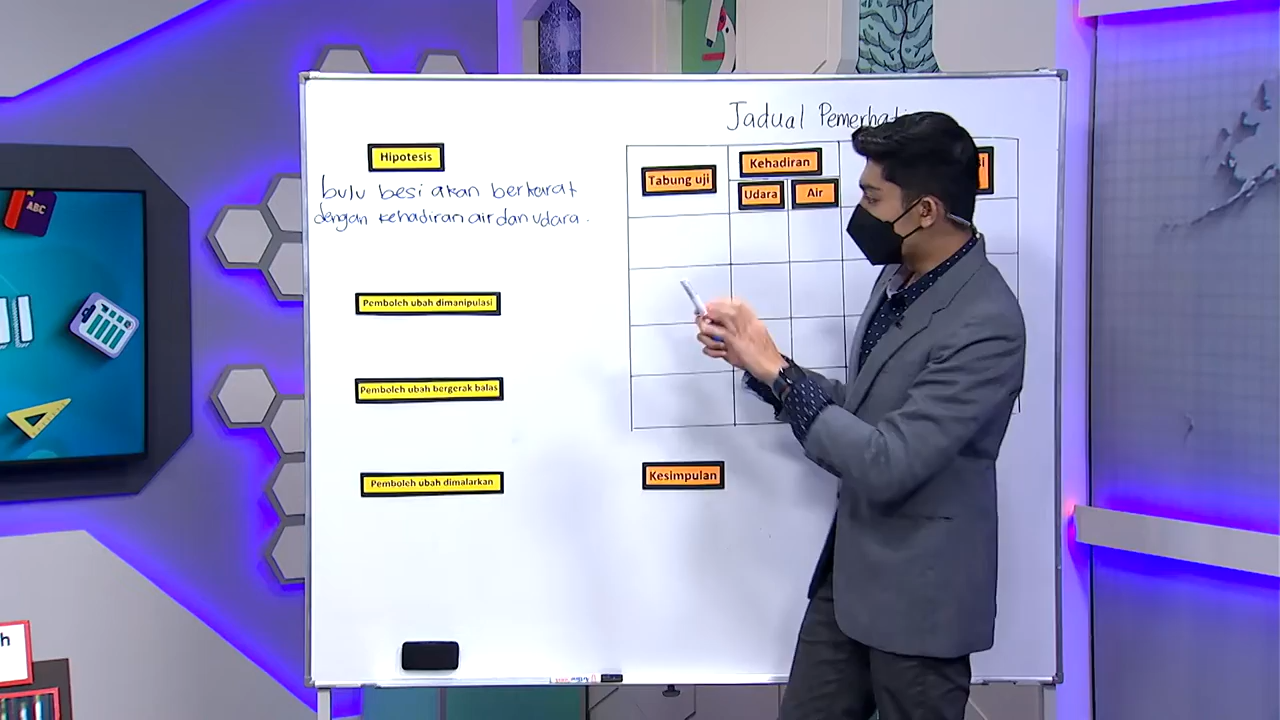 Jadual
Hipotesis
bulu besi akan berkarat
dengan kehadiran air dan udara.
Pemboleh ubah dimanipulasi
Pemboleh ubah bergerak balas
Pemboleh ubah dimalarkan
Tabung uji
Kehadiran
Udara
Air
Kesimpulan
ABC